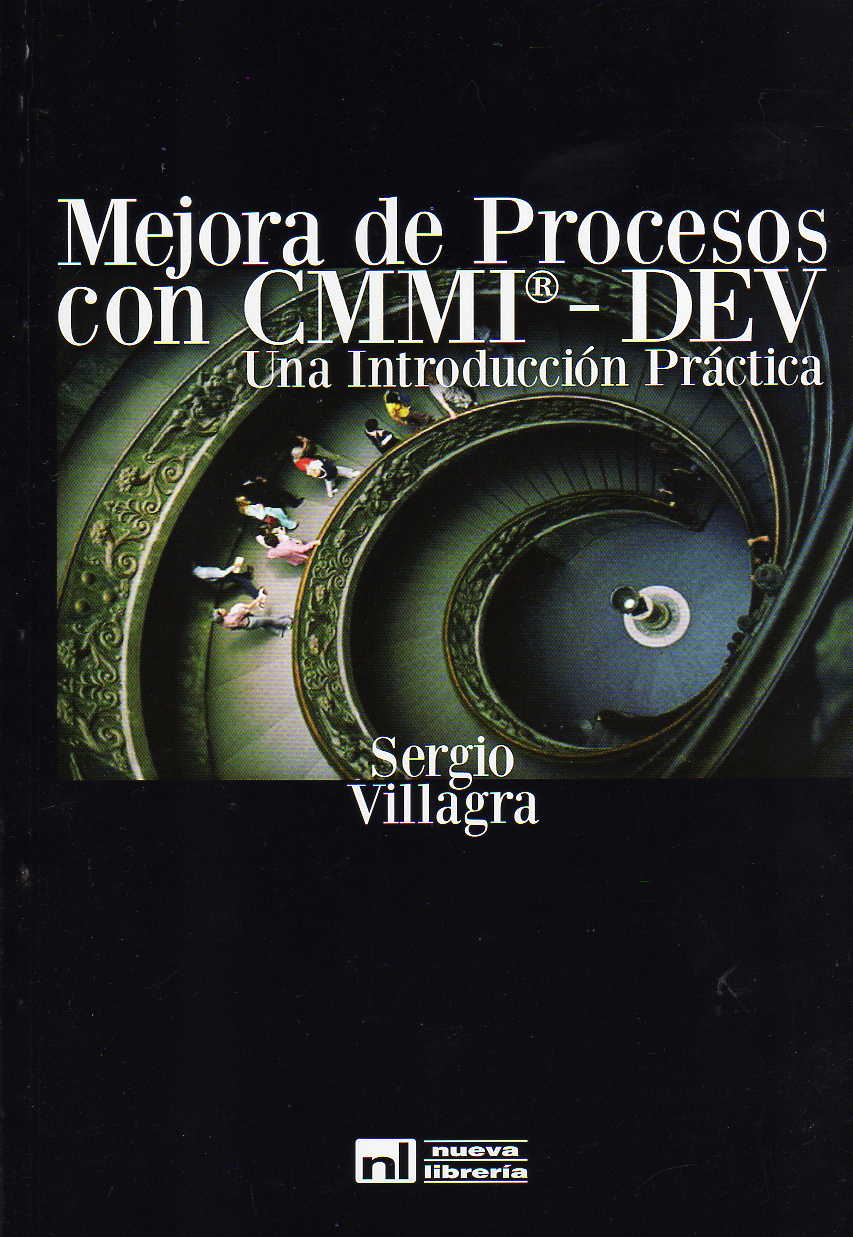 Mejora de Procesos
con CMMI® - DEV
Una Introducción Práctica
Sergio
Villagra
nl
nueva
librería